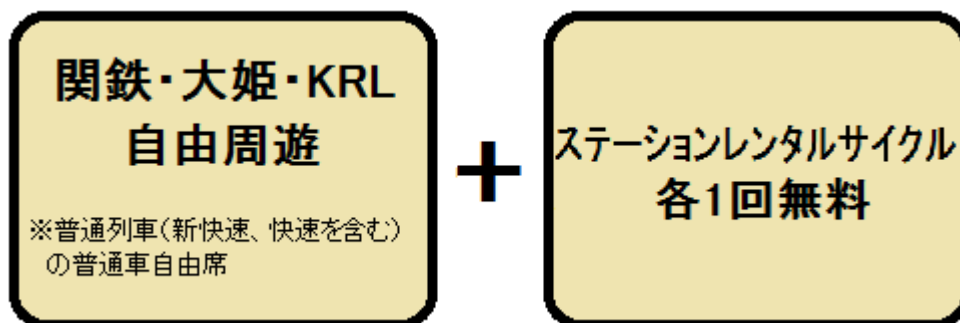 関鉄・大姫・KRL
自由周遊
※普通列車(新快速、快速を含む)
の普通車自由席
+
ステーションレンタルサイクル
各1回無料